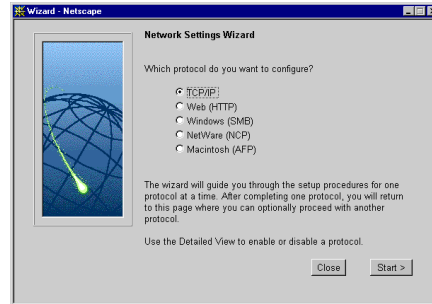 Wizard - Netscape
Network Settings Wizard
Which protocol do you want to configure?
TCP/IP
Web (HTTP)
Windows (SMB)
NetWare (NCP)
Macintosh (AFP)
The wizard will guide you through the setup procedures for one
protocol at a time. After completing one protocol, you will return
to this page where you can optionally proceed with another
protocol.
Use the Detailed View to enable or disable a protocol.
Close
Start >